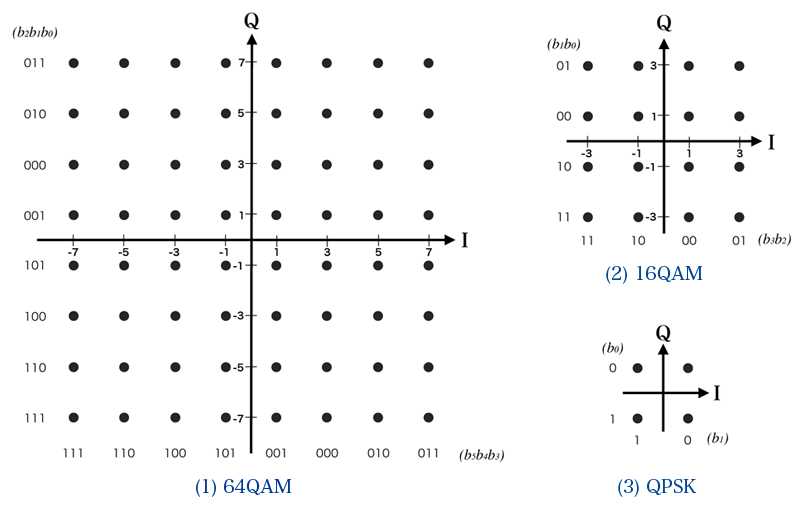 Q
(b2b1b0)
011
010
000
001
101
100
110
111
7
5
3
1
-1
-3
-5
-7
I
-7 -5 -3 -1 1 3 5 7
111 110 100 101 001 000 010 011 (b5b4b3)
(1) 64QAM
Q
(b1b0)
01
00
10
11
3
1
-1
-3
I
-3 -1 1 3
11 10 00 01 (b3b2)
(2) 16QAM
Q
(b0)
0
1
I
1 0 (b1)
(3) QPSK